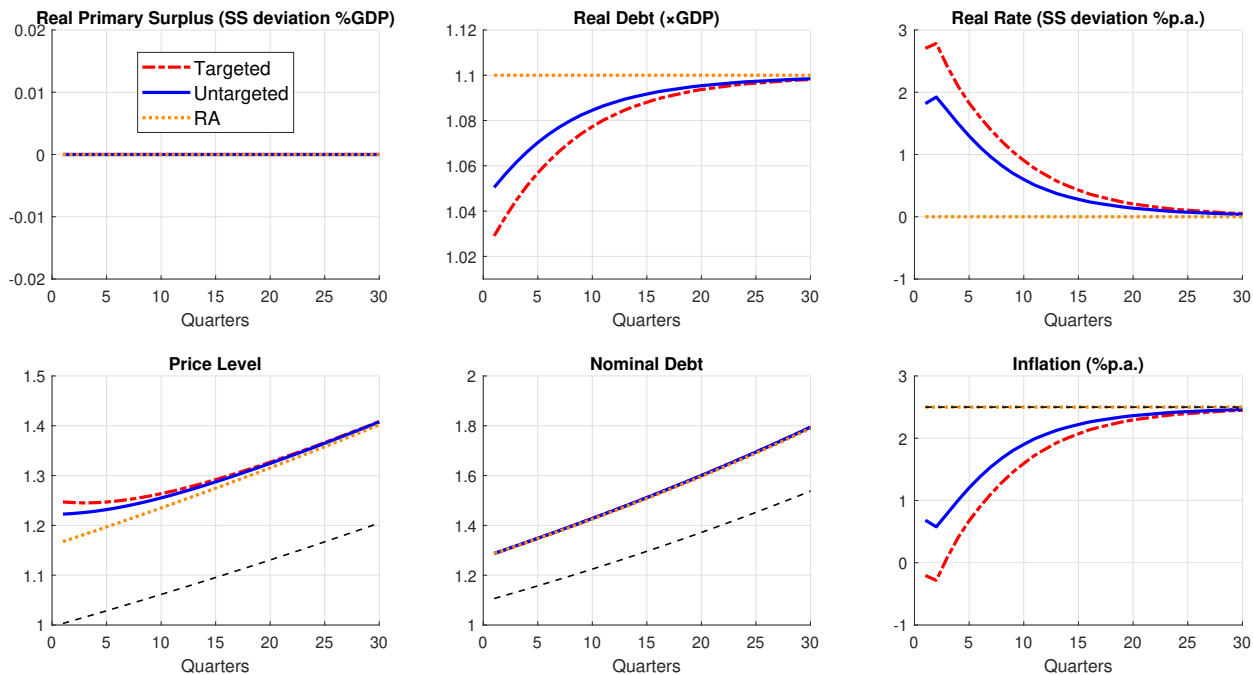 Real Primary Surplus (SS deviation %GDP)
0.02
0.01
0
-0.01
-0.02
0 5 10 15 20 25 30
Quarters
Targeted
Untargeted
RA
Real Debt (×GDP)
1.12
1.1
1.08
1.06
1.04
1.02
0 5 10 15 20 25 30
Quarters
Real Rate (SS deviation %p.a.)
3
2
1
0
-1
0 5 10 15 20 25 30
Quarters
Price Level
1.5
1.4
1.3
1.2
1.1
1
0 5 10 15 20 25 30
Quarters
Nominal Debt
2
1.8
1.6
1.4
1.2
1
0 5 10 15 20 25 30
Quarters
Inflation (%p.a.)
3
2
1
0
-1
0 5 10 15 20 25 30
Quarters